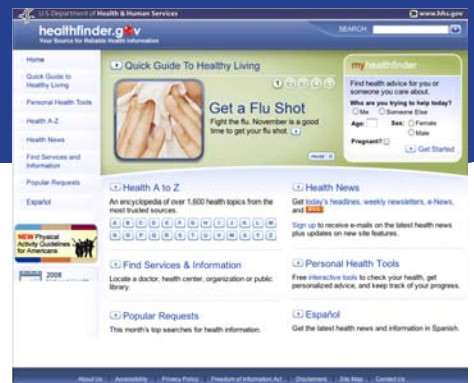 U.S. Department of Health & Human Services
www.hhs.gov
healthfinder.gov
Your Source for Reliable Health Information
SEARCH:
Home
Quick Guide to
Healthy Living
Personal Health Tools
Health A-Z
Health News
Find Services and
Information
Popular Requests
Español
NEW Physical
Activity Guidelines
for Americans
2008
Quick Guide To Healthy Living
1
Get a Flu Shot
Fight the flu. November is a good
time to get your flu shot.
myhealthfinder
Find health advice for you or
someone you care about.
Who are you trying to help today?
Me Someone Else
Age: Sex: Female
Male
Pregnant?
Get Started
Health A to Z
An encyclopedia of over 1,600 health topics from the
most trusted sources.
A B C D E F G H I J K L M
N O P Q R S T U V W X Y Z
Health News
Get today's headlines, weekly newsletters, e-News,
and RSS
Sign up to receive e-mails on the latest health news
plus updates on new site features.
Find Services & Information
Locate a doctor, health center, organization or public
library.
Personal Health Tools
Free interactive tools to check your health, get
personalized advice, and keep track of your progress.
Popular Requests
This month's top searches for health information.
Español
Get the latest health news and information in Spanish.
About Us | Accessibility | Privacy Policy | Freedom of Information Act | Disclaimers | Site Map | Contact Us